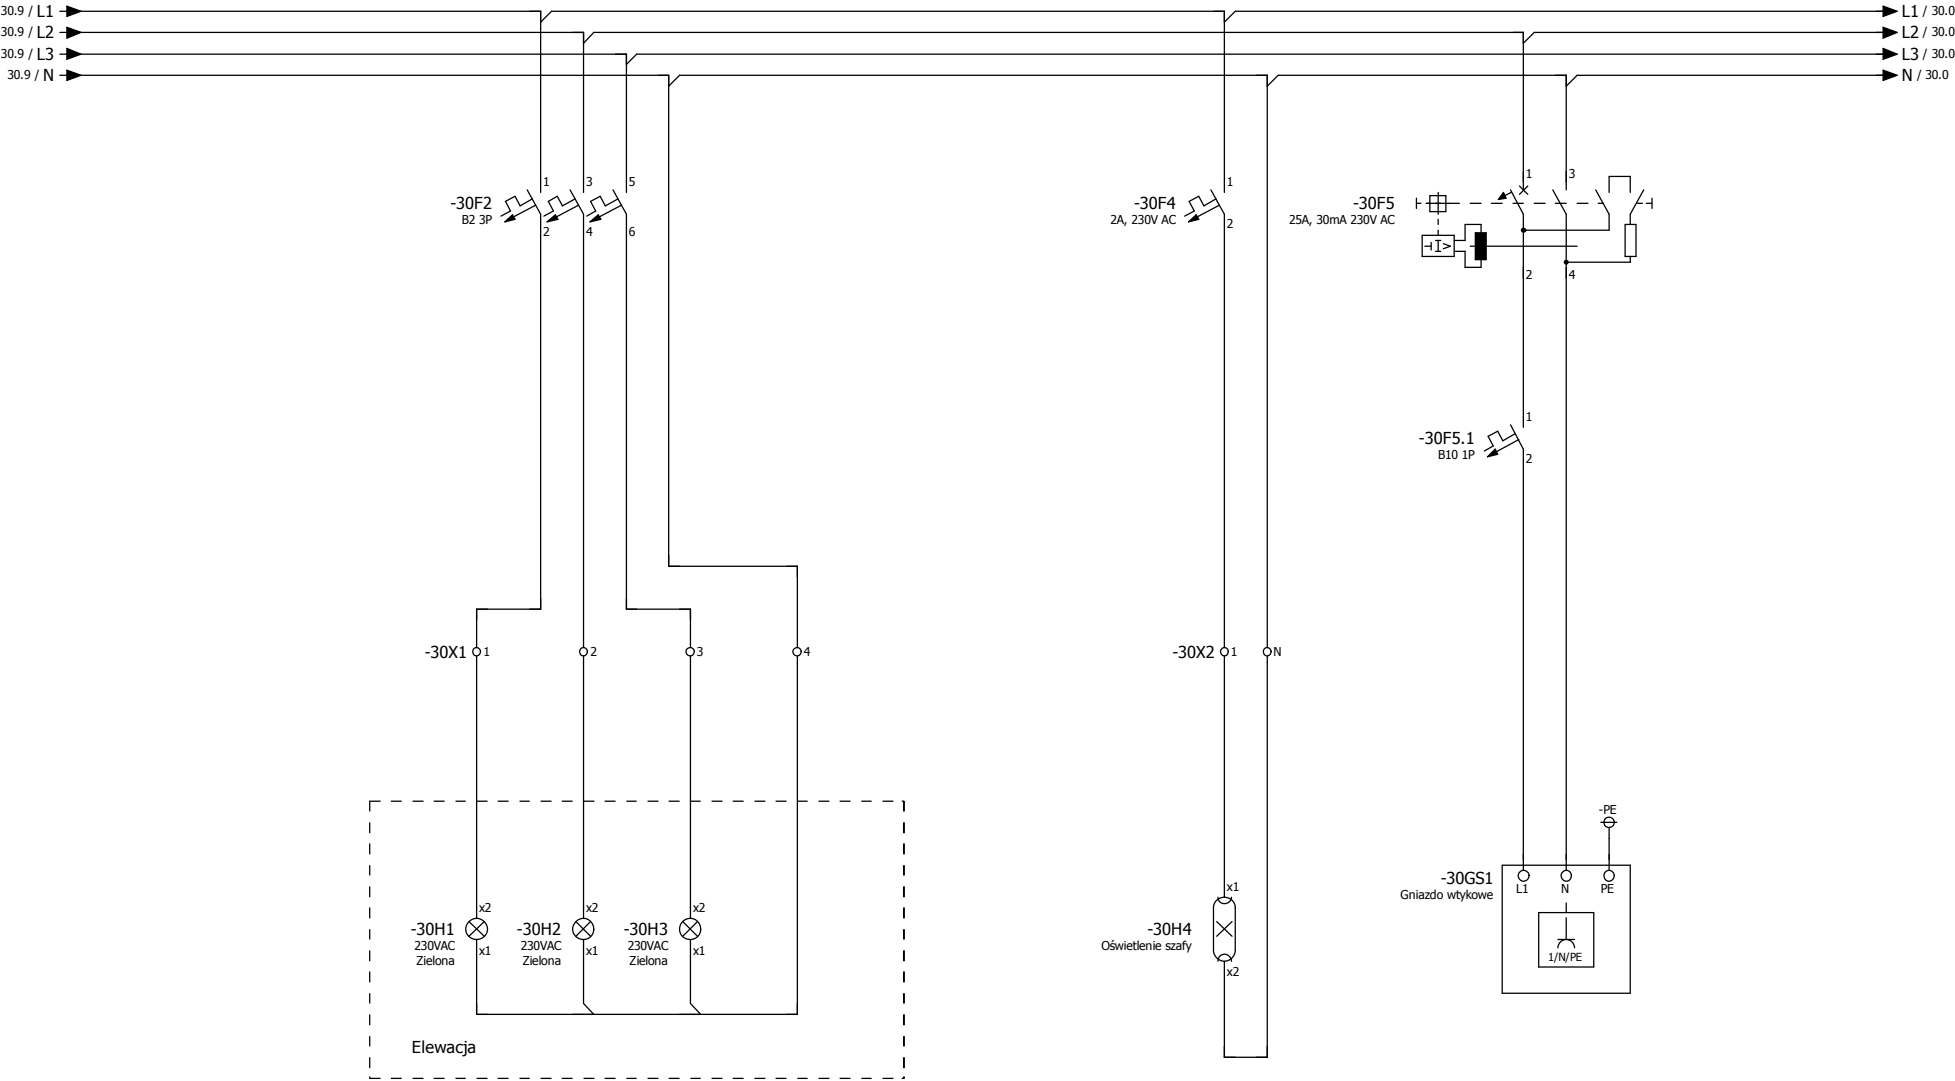 30.9 / L1
L1 / 30.0
30.9 / L2
L2 / 30.0
30.9 / L3
L3 / 30.0
30.9 / N
N / 30.0
-30F2
B2 3P
1
3
5
2
4
6
-30F4
2A, 230V AC
1
2
-30F5
25A, 30mA 230V AC
1
3
I>
2
4
-30F5.1
B10 1P
1
2
-30X1
1
2
3
4
-30X2
1
N
-PE
-30H1
230VAC
Zielona
x2
x1
-30H2
230VAC
Zielona
x2
x1
-30H3
230VAC
Zielona
x2
x1
Elewacja
-30H4
Oświetlenie szafy
x1
x2
-30GS1
Gniazdo wtykowe
L1
N
PE
1/N/PE